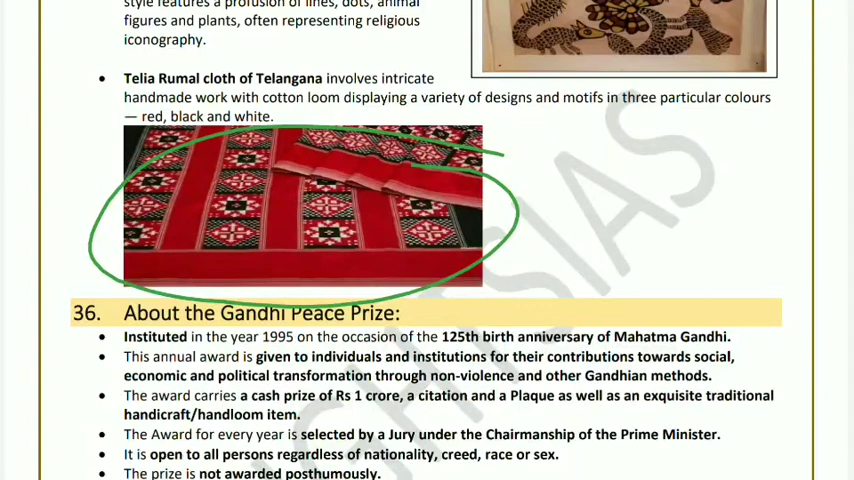 style features a profusion of lines, dots, animal
figures and plants, often representing religious
iconography.
• Telia Rumal cloth of Telangana involves intricate
handmade work with cotton loom displaying a variety of designs and motifs in three particular colours
— red, black and white.
36. About the Gandhi Peace Prize:
• Instituted in the year 1995 on the occasion of the 125th birth anniversary of Mahatma Gandhi.
• This annual award is given to individuals and institutions for their contributions towards social,
economic and political transformation through non-violence and other Gandhian methods.
• The award carries a cash prize of Rs 1 crore, a citation and a Plaque as well as an exquisite traditional
handicraft/handloom item.
• The Award for every year is selected by a Jury under the Chairmanship of the Prime Minister.
• It is open to all persons regardless of nationality, creed, race or sex.
• The prize is not awarded posthumously.